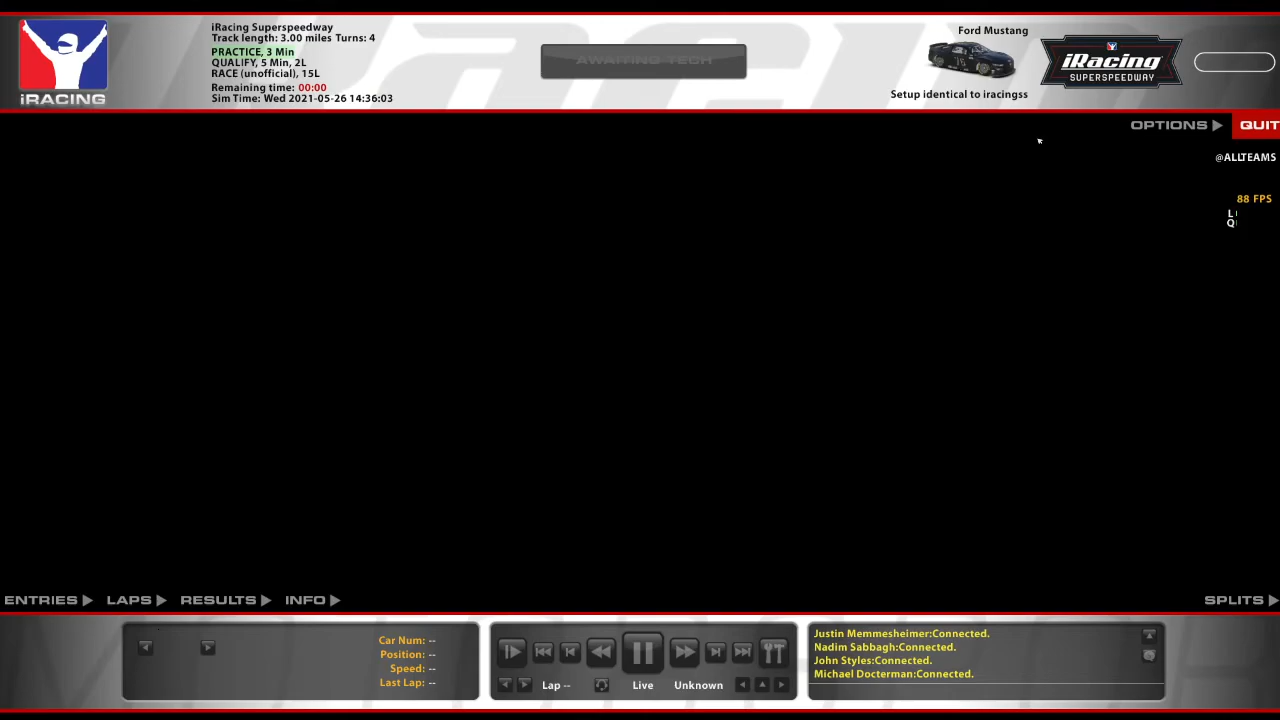 iRACING
iRacing Superspeedway
Track length: 3.00 miles Turns: 4
PRACTICE, 3 Min
QUALIFY, 5 Min, 2L
RACE (unofficial), 15L
Remaining time: 00:00
Sim Time: Wed 2021-05-26 14:36:03
AWAITING TECH
Ford Mustang
Setup identical to iracingss
iRacing
SUPERSPEEDWAY
OPTIONS
QUIT
@ALLTEAMS
88 FPS
L
Q
ENTRIES
LAPS
RESULTS
INFO
SPLITS
Car Num: --
Position: --
Speed: --
Last Lap: --
Lap --
Live
Unknown
Justin Memmesheimer:Connected.
Nadim Sabbagh:Connected.
John Styles:Connected.
Michael Docterman:Connected.